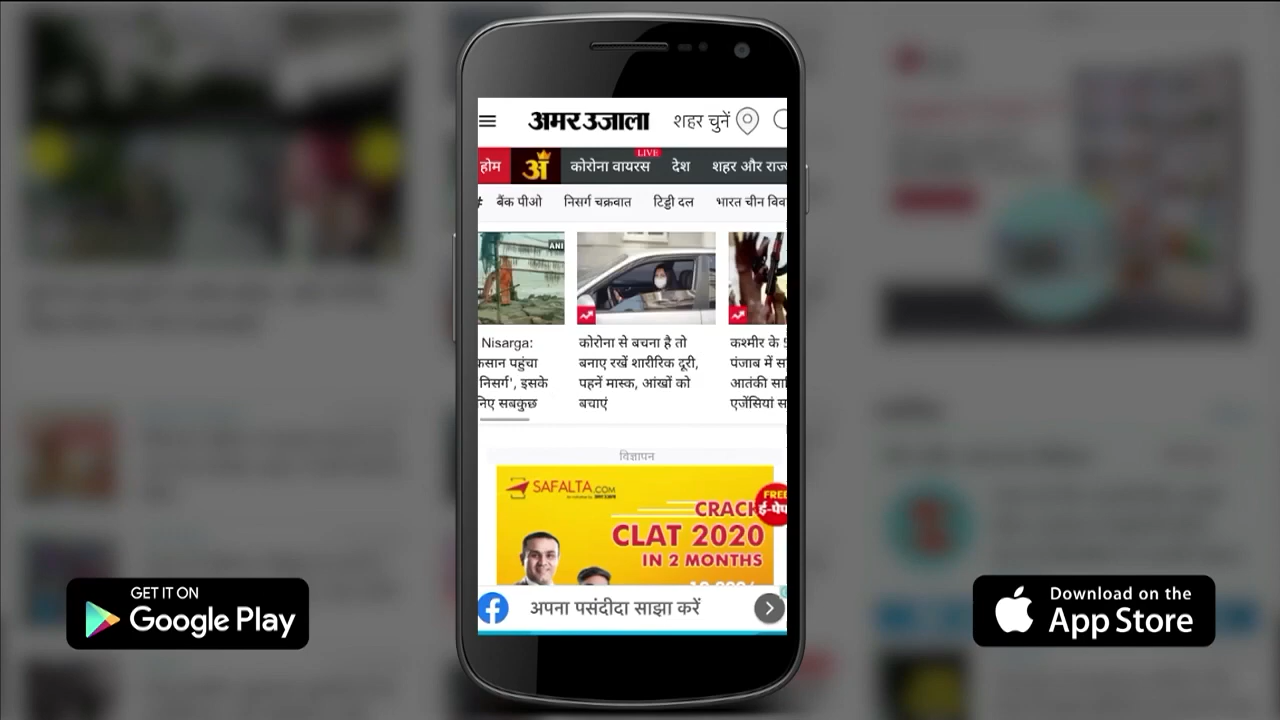 अमर उजाला
शहर चुनें
LIVE
होम
अ
कोरोना वायरस
देश
शहर और राज्
# बैंक पीओ
निसर्ग चक्रवात
टिड्डी दल
भारत चीन विवा
ANI
Nisarga:
कसान पहुंचा
निसर्ग', इसके
निए सबकुछ
कोरोना से बचना है तो
बनाए रखें शारीरिक दूरी,
पहनें मास्क, आंखों को
बचाएं
कश्मीर के 5
पंजाब में स
आतंकी सा
एजेंसियां स
विज्ञापन
SAFALTA.COM
FREE
ई-पेप
CRACK
CLAT 2020
IN 2 MONTHS
अपना पसंदीदा साझा करें
GET IT ON
Google Play
Download on the
App Store